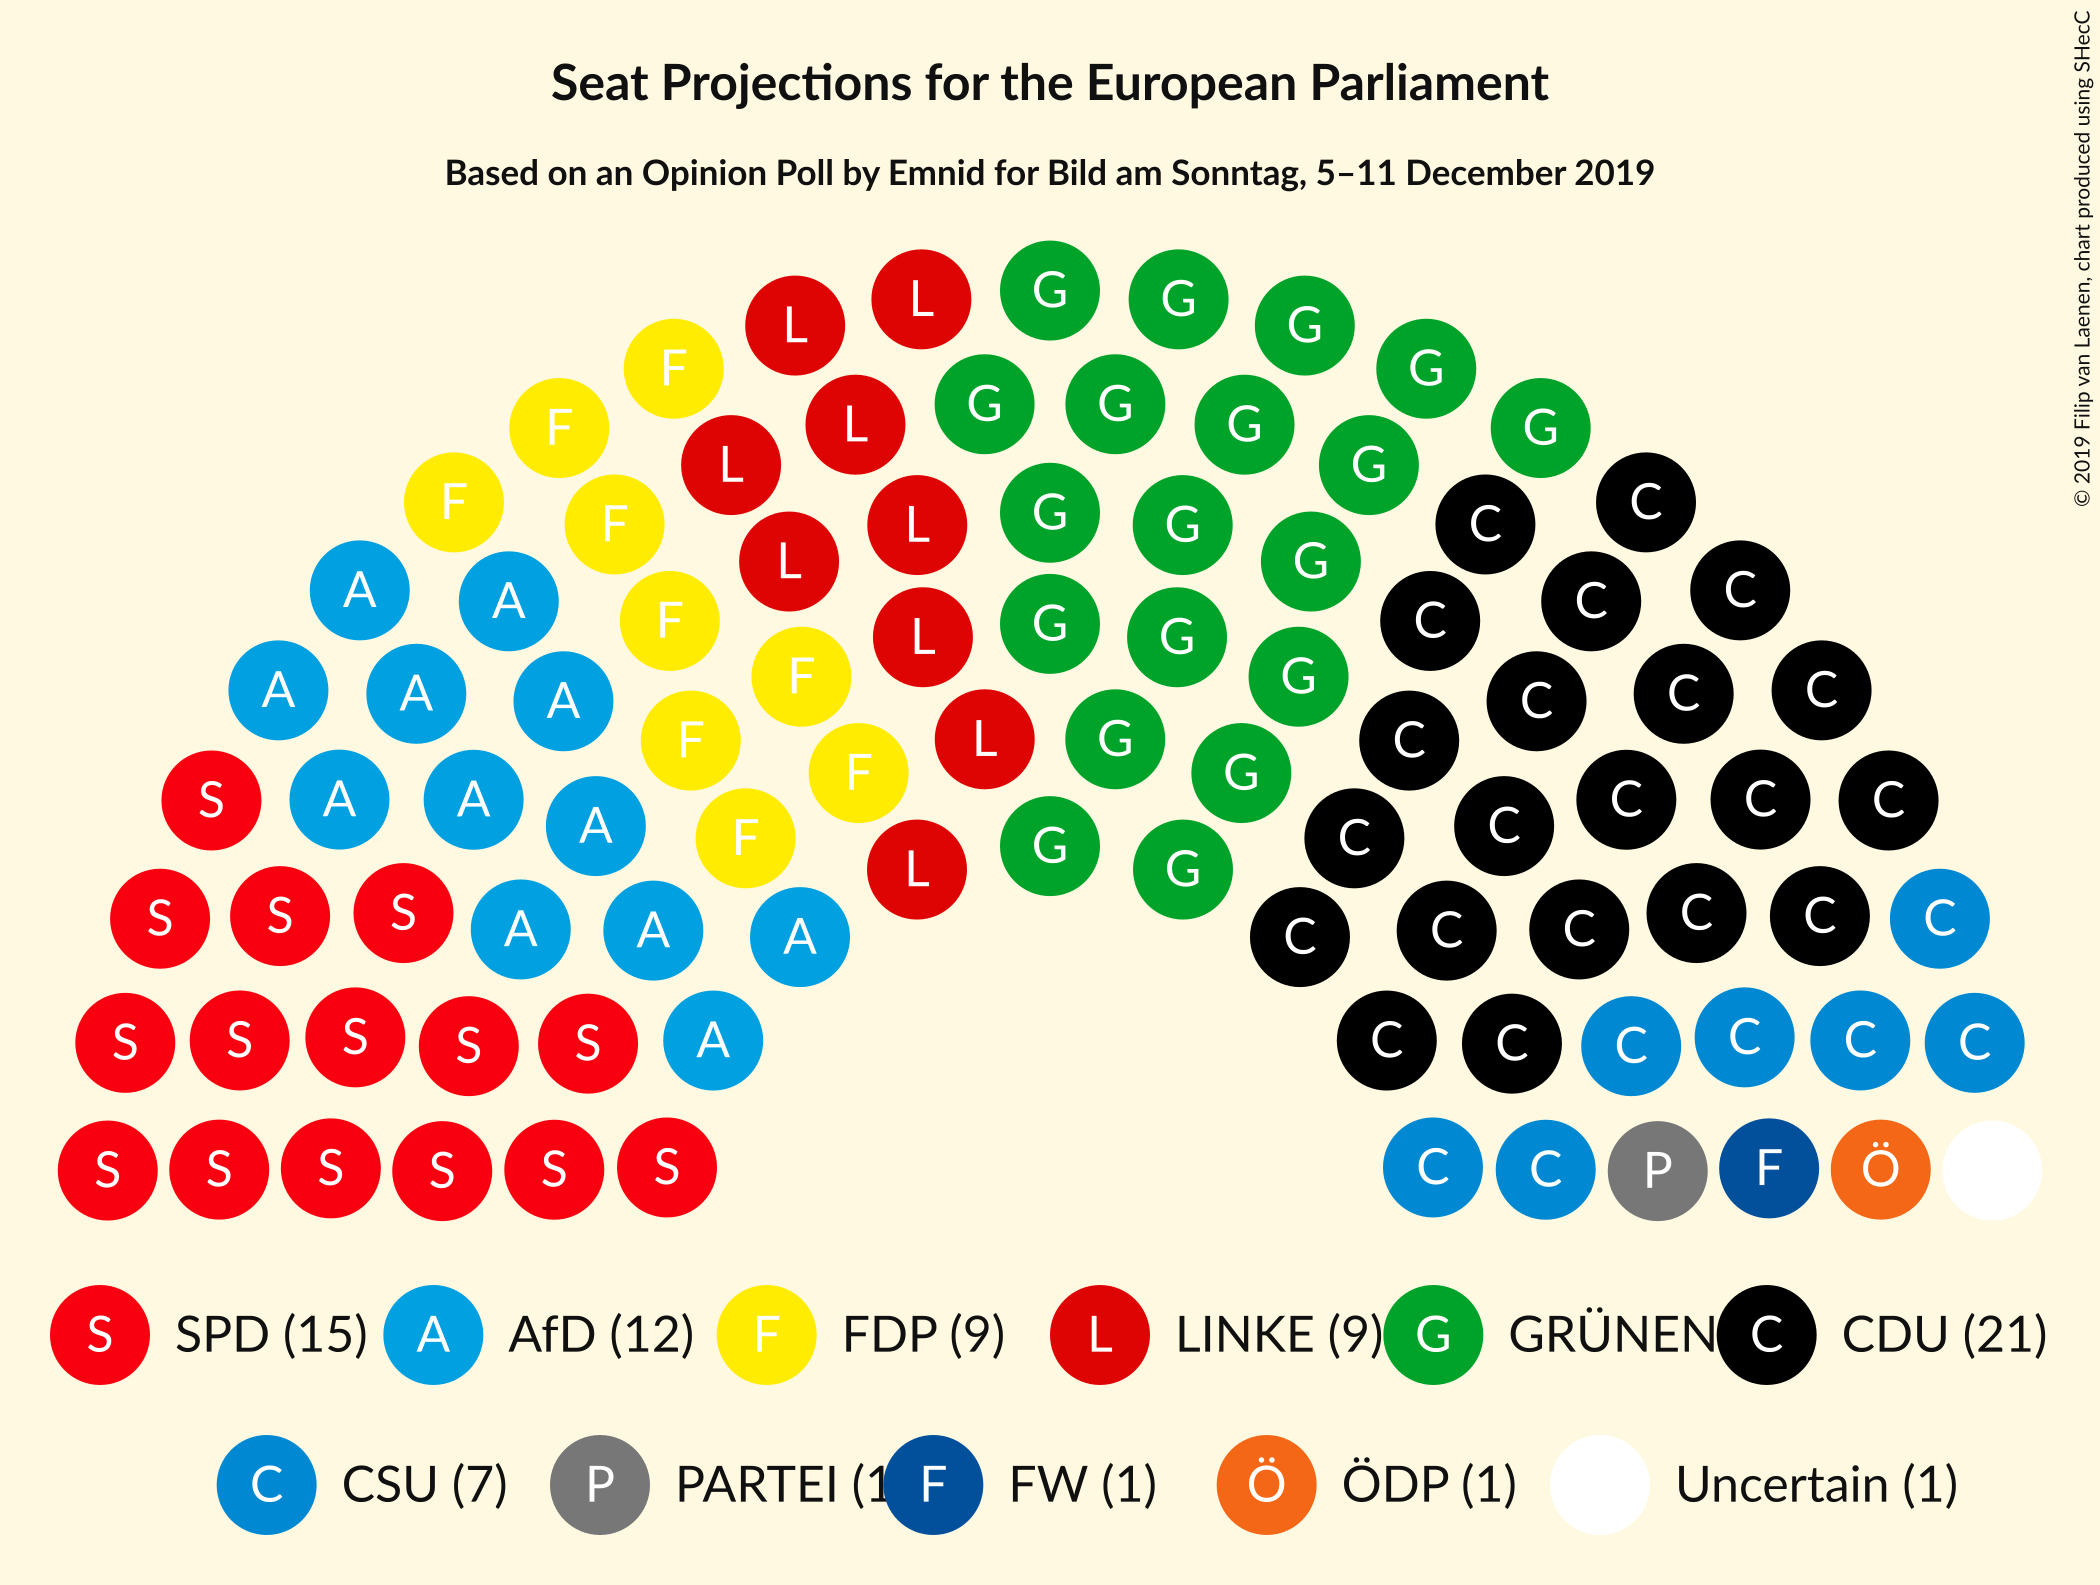 Seat Projections for the European Parliament
Based on an Opinion Poll by Emnid for Bild am Sonntag, 5–11 December 2019
© 2019 Filip van Laenen, chart produced using SHecC
L L G G G
F L G G G G G
F F L L G G G G C C
F L G C
A A F L G G G C C C
A A A F F L G G C C C C
S A A A F F L G G C C C C C
S S S A A A F L G G C C C C C C
S S S S S A C C C C C C
S S S S S S C C P F Ö
S SPD (15) A AfD (12) F FDP (9) L LINKE (9) G GRÜNEN C CDU (21)
C CSU (7) P PARTEI (1 F FW (1) Ö ÖDP (1) Uncertain (1)